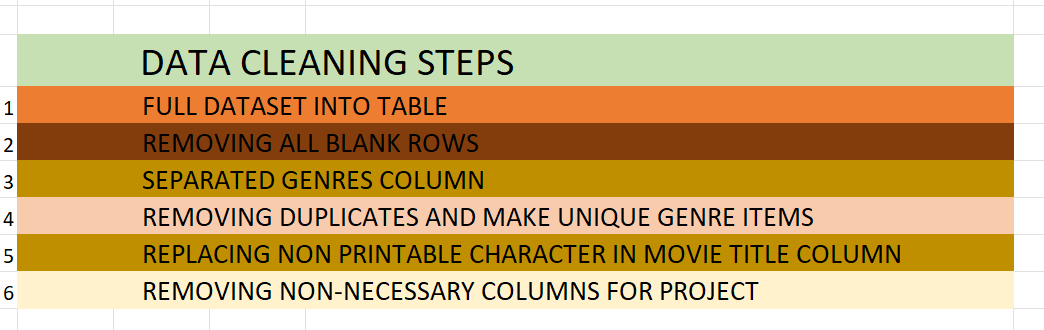 DATA CLEANING STEPS
1 FULL DATASET INTO TABLE
2 REMOVING ALL BLANK ROWS
3 SEPARATED GENRES COLUMN
4 REMOVING DUPLICATES AND MAKE UNIQUE GENRE ITEMS
5 REPLACING NON PRINTABLE CHARACTER IN MOVIE TITLE COLUMN
6 REMOVING NON-NECESSARY COLUMNS FOR PROJECT